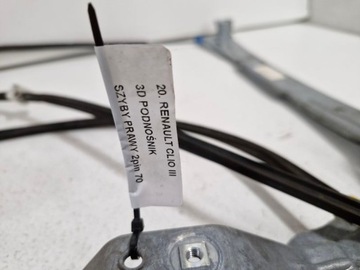 20. RENAULT CLIO III
3D PODNOŚNIK
SZYBY PRAWY 2pin 70